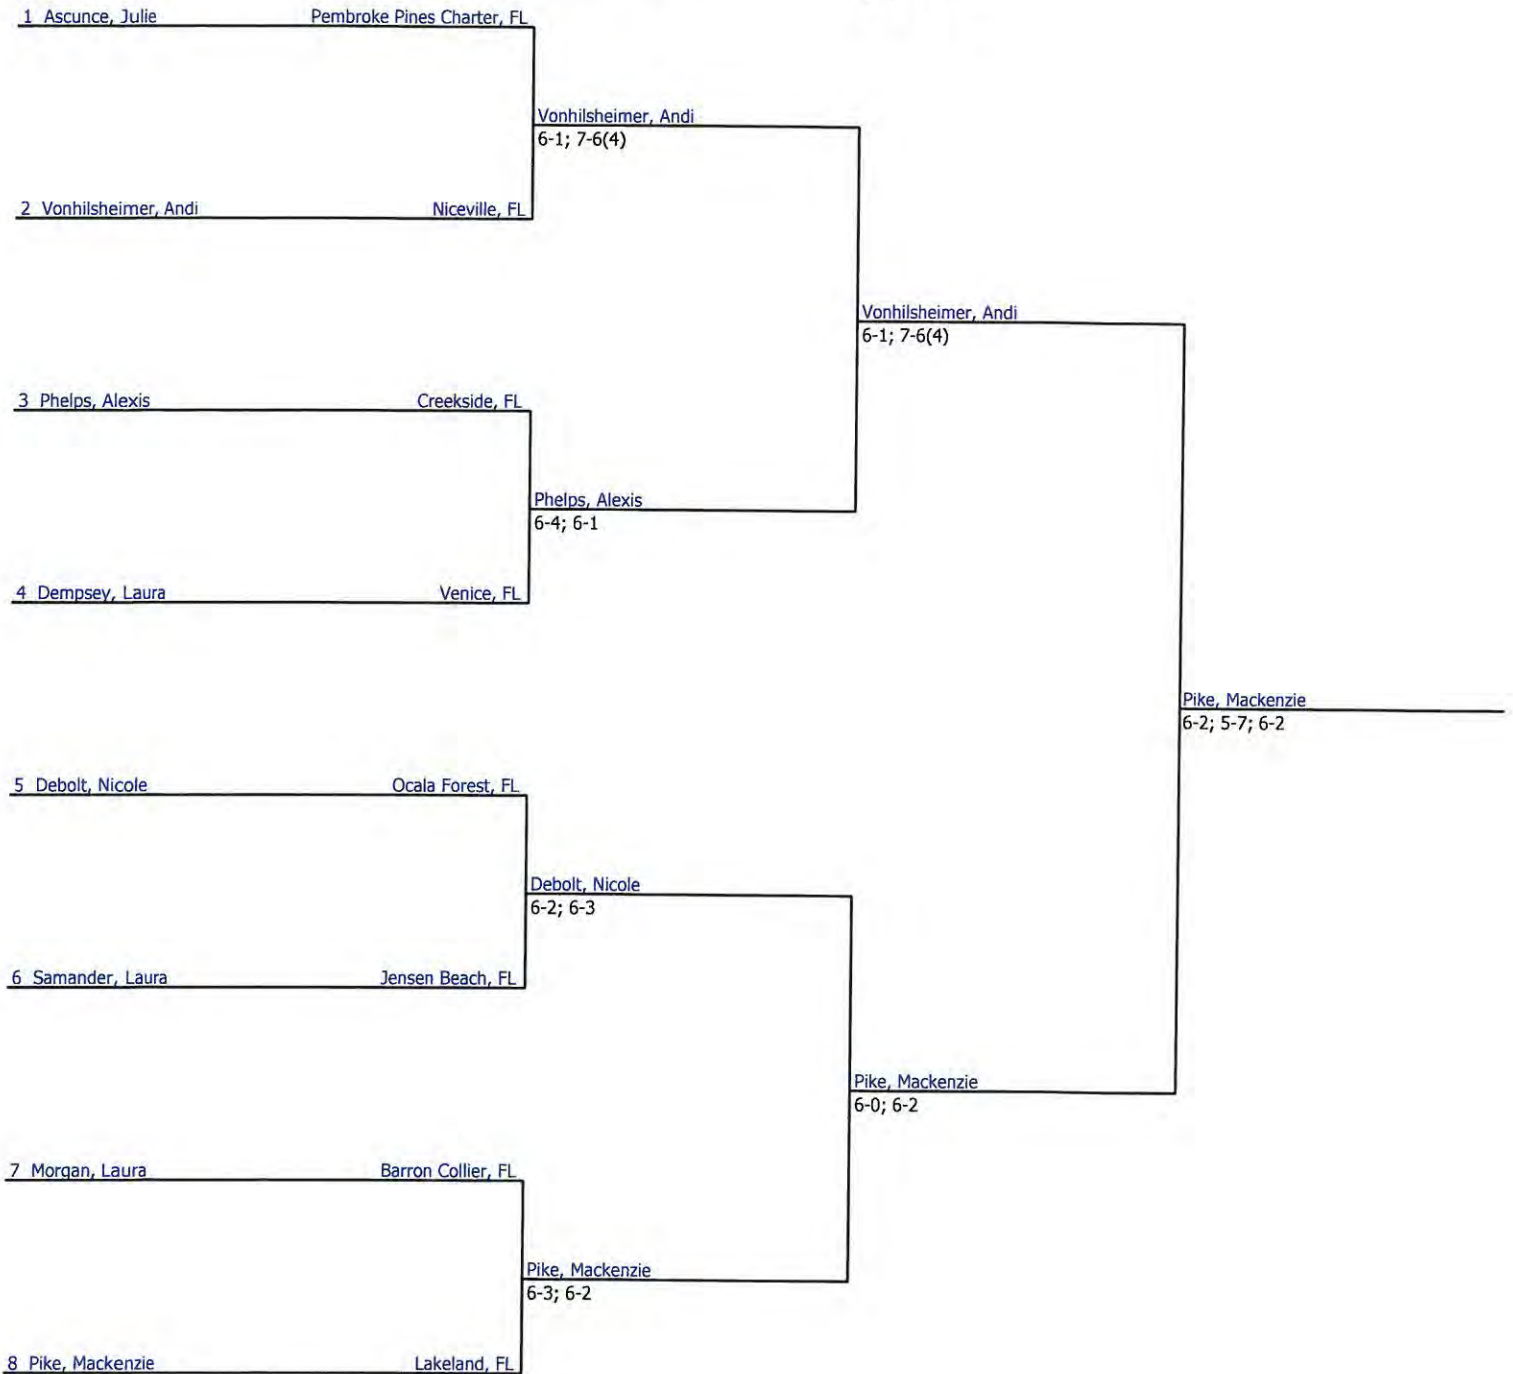 1 Ascunce, Julie Pembroke Pines Charter, FL
Vonhilsheimer, Andi
6-1; 7-6(4)
2 Vonhilsheimer, Andi Niceville, FL
Vonhilsheimer, Andi
6-1; 7-6(4)
3 Phelps, Alexis Creekside, FL
Phelps, Alexis
6-4; 6-1
4 Dempsey, Laura Venice, FL
Pike, Mackenzie
6-2; 5-7; 6-2
5 Debolt, Nicole Ocala Forest, FL
Debolt, Nicole
6-2; 6-3
6 Samander, Laura Jensen Beach, FL
Pike, Mackenzie
6-0; 6-2
7 Morgan, Laura Barron Collier, FL
Pike, Mackenzie
6-3; 6-2
8 Pike, Mackenzie Lakeland, FL